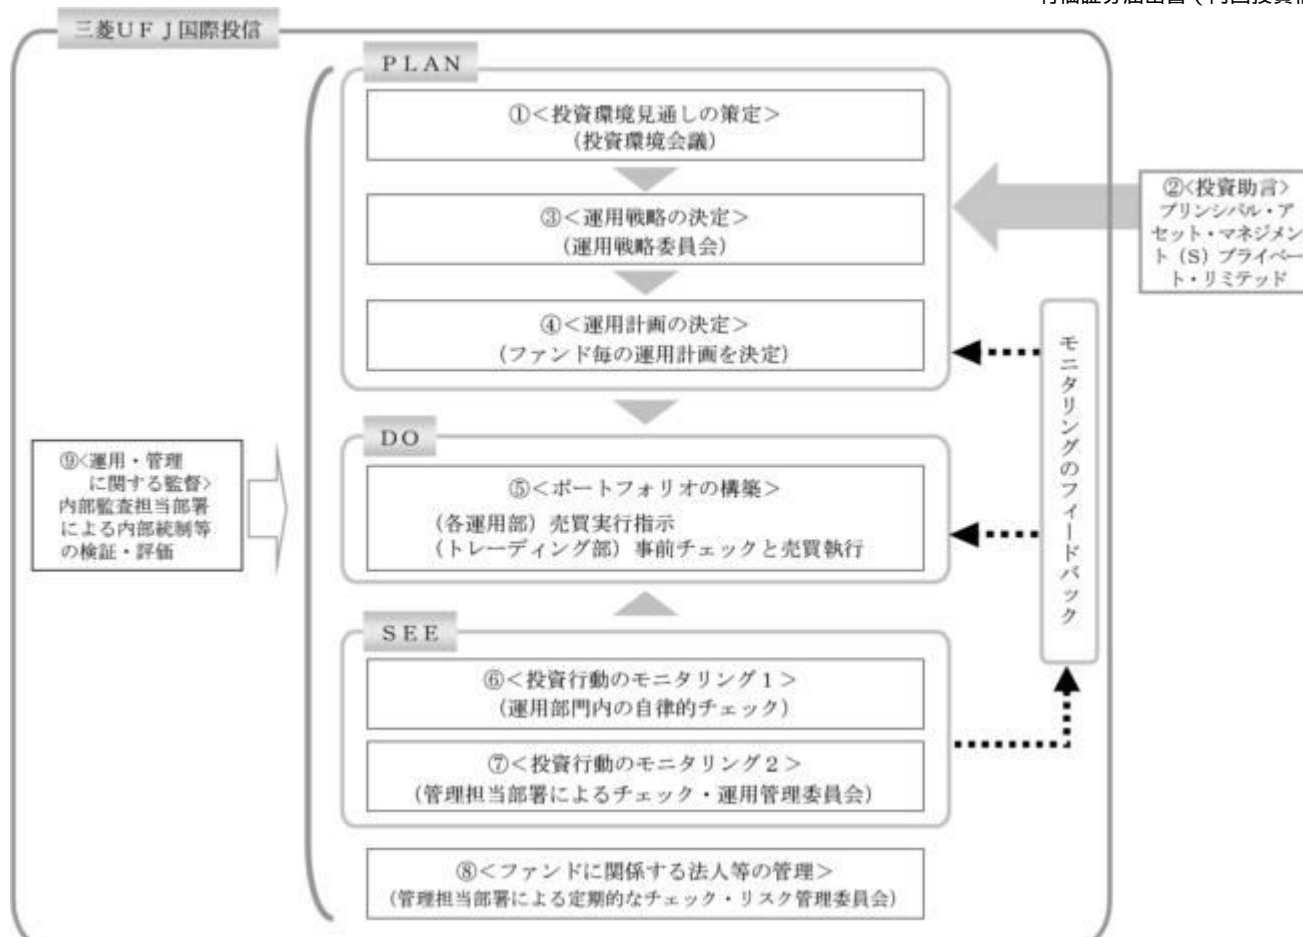 三菱ＵＦＪ国際投信
ＰＬＡＮ
①＜投資環境見通しの策定＞
（投資環境会議）
②<投資助言>
プリンシパル・ア
セット・マネジメン
ト（S）プライベー
ト・リミテッド
③＜運用戦略の決定＞
（運用戦略委員会）
④＜運用計画の決定＞
（ファンド毎の運用計画を決定）
モニタリングのフィードバック
ＤＯ
⑤＜ポートフォリオの構築＞
（各運用部）売買実行指示
（トレーディング部）事前チェックと売買執行
⑨<運用・管理
に関する監督>
内部監査担当部署
による内部統制等
の検証・評価
ＳＥＥ
⑥＜投資行動のモニタリング１＞
（運用部門内の自律的チェック）
⑦＜投資行動のモニタリング２＞
（管理担当部署によるチェック・運用管理委員会）
⑧＜ファンドに関係する法人等の管理＞
（管理担当部署による定期的なチェック・リスク管理委員会）